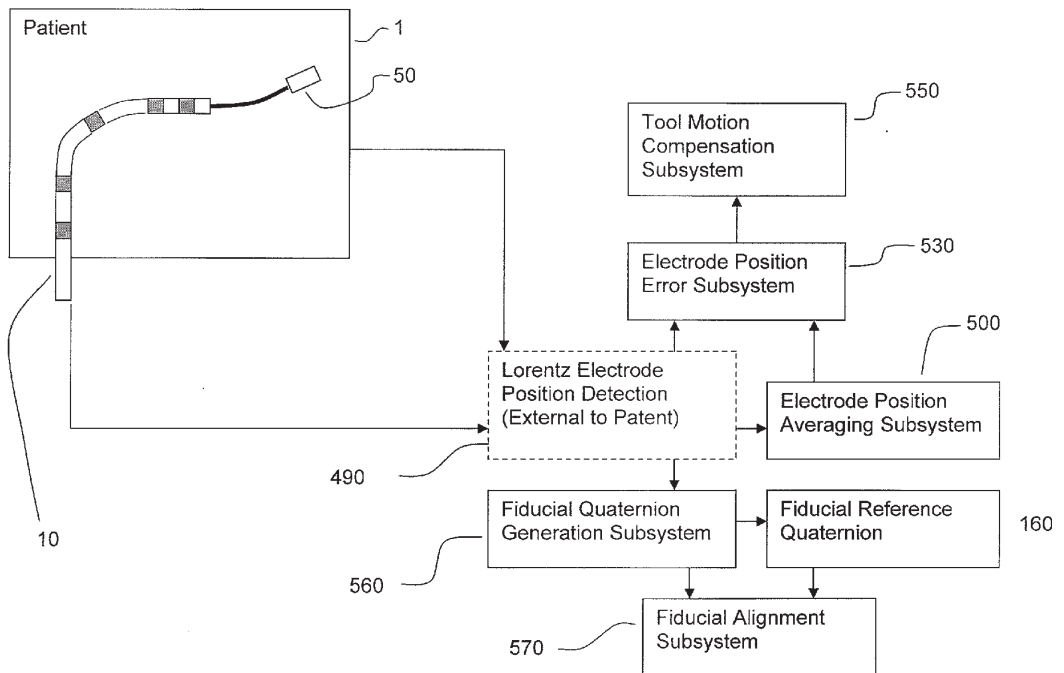 Patient
1
50
550
Tool Motion
Compensation
Subsystem
530
Electrode Position
Error Subsystem
500
Lorentz Electrode
Position Detection
(External to Patent)
Electrode Position
Averaging Subsystem
490
10
Fiducial Quaternion
Generation Subsystem
Fiducial Reference
Quaternion
160
560
Fiducial Alignment
Subsystem
570